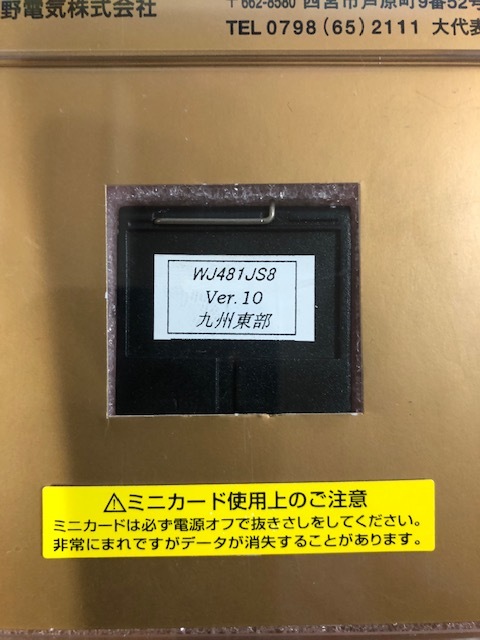 野電気株式会社
〒662-8580 西宮市芦原町9番52号
TEL 0798 (65) 2111 大代表
WJ481JS8
Ver.10
九州東部
⚠ミニカード使用上のご注意
ミニカードは必ず電源オフで抜きさしをしてください。
非常にまれですがデータが消失することがあります。